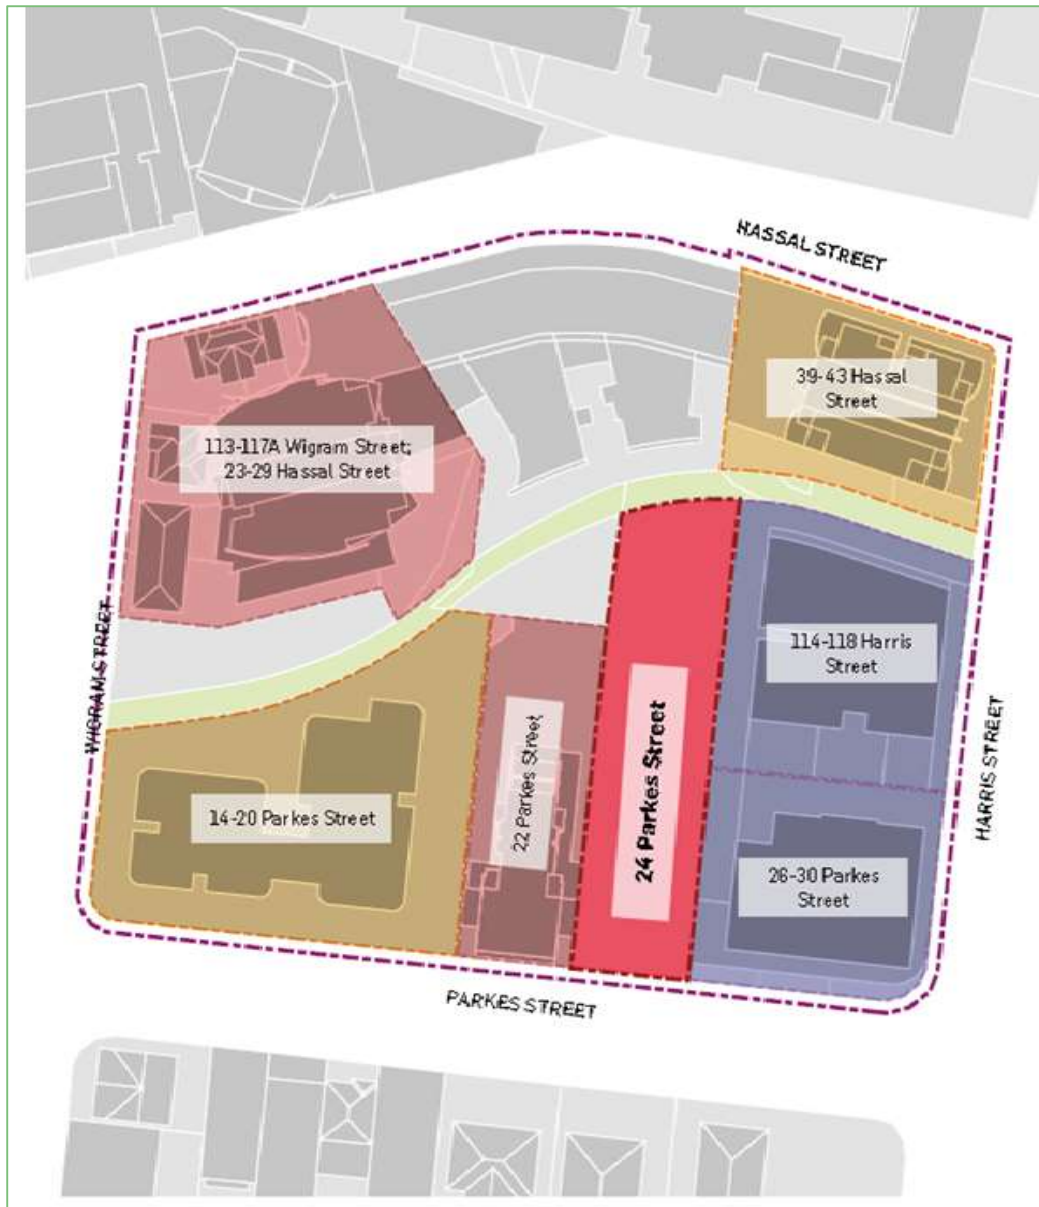 HASSAL STREET
39-43 Hassal
Street
113-117A Wigram Street;
23-29 Hassal Street
114-118 Harris
Street
WIGRAM STREET
HARRIS STREET
22 Parkes Street
24 Parkes Street
14-20 Parkes Street
26-30 Parkes
Street
PARKES STREET